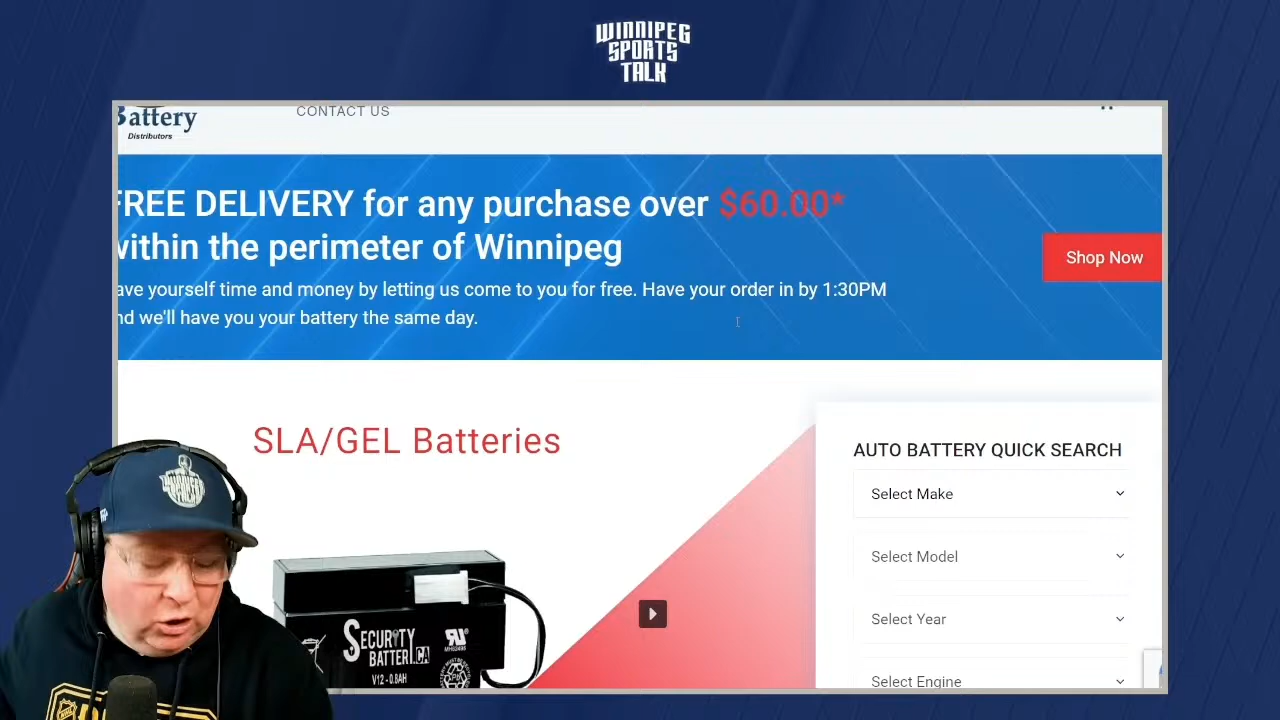 WINNIPEG
SPORTS
TALK
Battery
Distributors
CONTACT US
FREE DELIVERY for any purchase over $60.00*
within the perimeter of Winnipeg
ave yourself time and money by letting us come to you for free. Have your order in by 1:30PM
nd we'll have you your battery the same day.
Shop Now
SLA/GEL Batteries
AUTO BATTERY QUICK SEARCH
Select Make
Select Model
Select Year
Select Engine
SECURITY
BATTERY.CA
V12 - 0.8AH
NHL